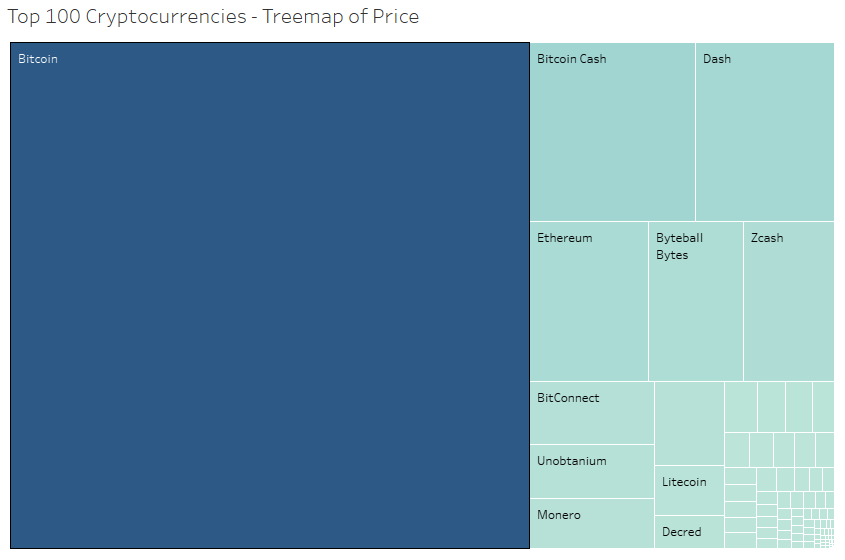 Top 100 Cryptocurrencies - Treemap of Price
Bitcoin
Bitcoin Cash
Dash
Ethereum
Byteball
Bytes
Zcash
BitConnect
Unobtanium
Monero
Litecoin
Decred